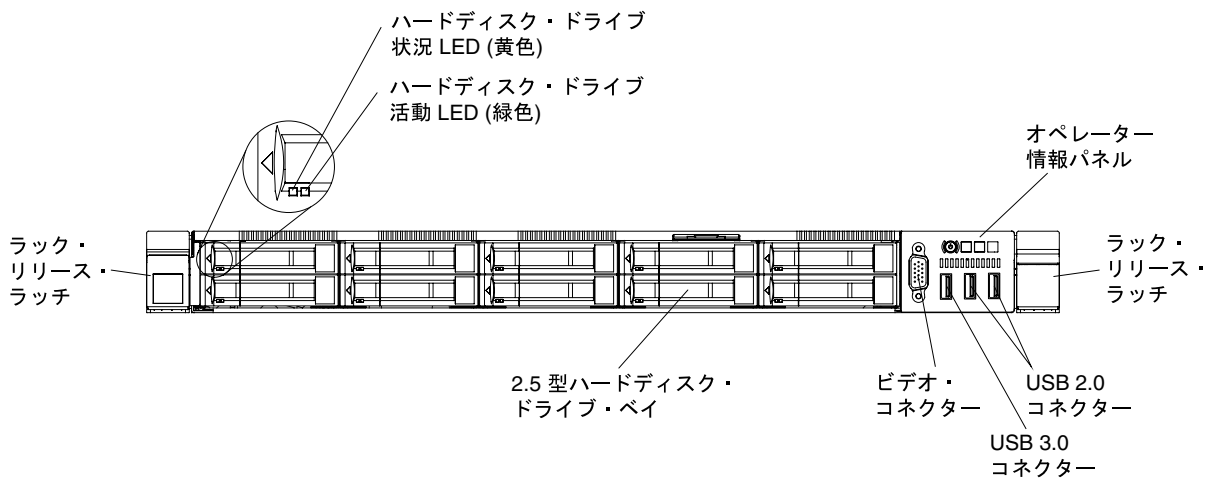 ハードディスク・ドライブ
状況 LED (黄色)
ハードディスク・ドライブ
活動 LED (緑色)
オペレーター
情報パネル
ラック・
リリース・
ラッチ
ラック・
リリース・
ラッチ
2.5 型ハードディスク・
ドライブ・ベイ
ビデオ・
コネクター
USB 2.0
コネクター
USB 3.0
コネクター